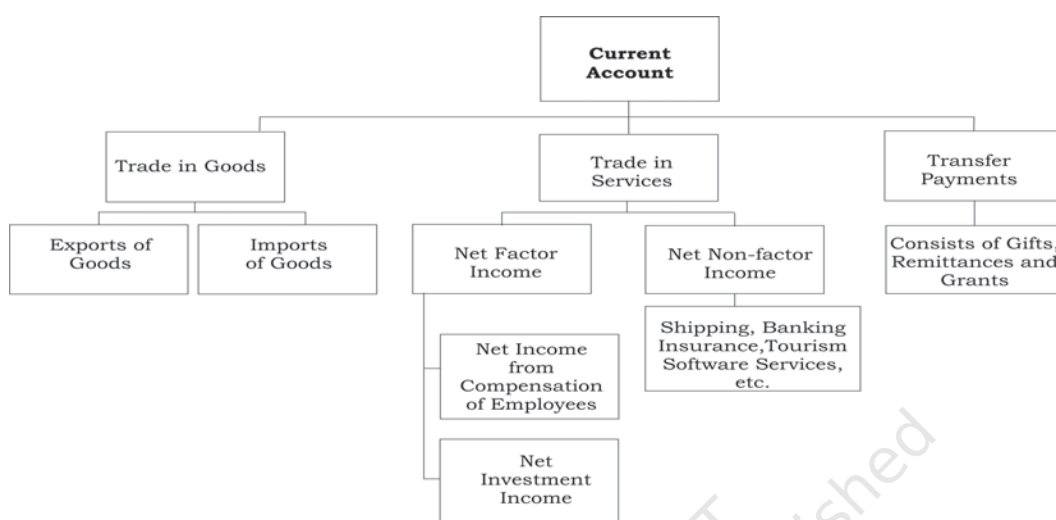 Current
Account
Trade in Goods
Trade in
Services
Transfer
Payments
Exports of
Goods
Imports
of Goods
Net Factor
Income
Net Non-factor
Income
Consists of Gifts,
Remittances and
Grants
Shipping, Banking
Insurance,Tourism
Software Services,
etc.
Net Income
from
Compensation
of Employees
Net
Investment
Income